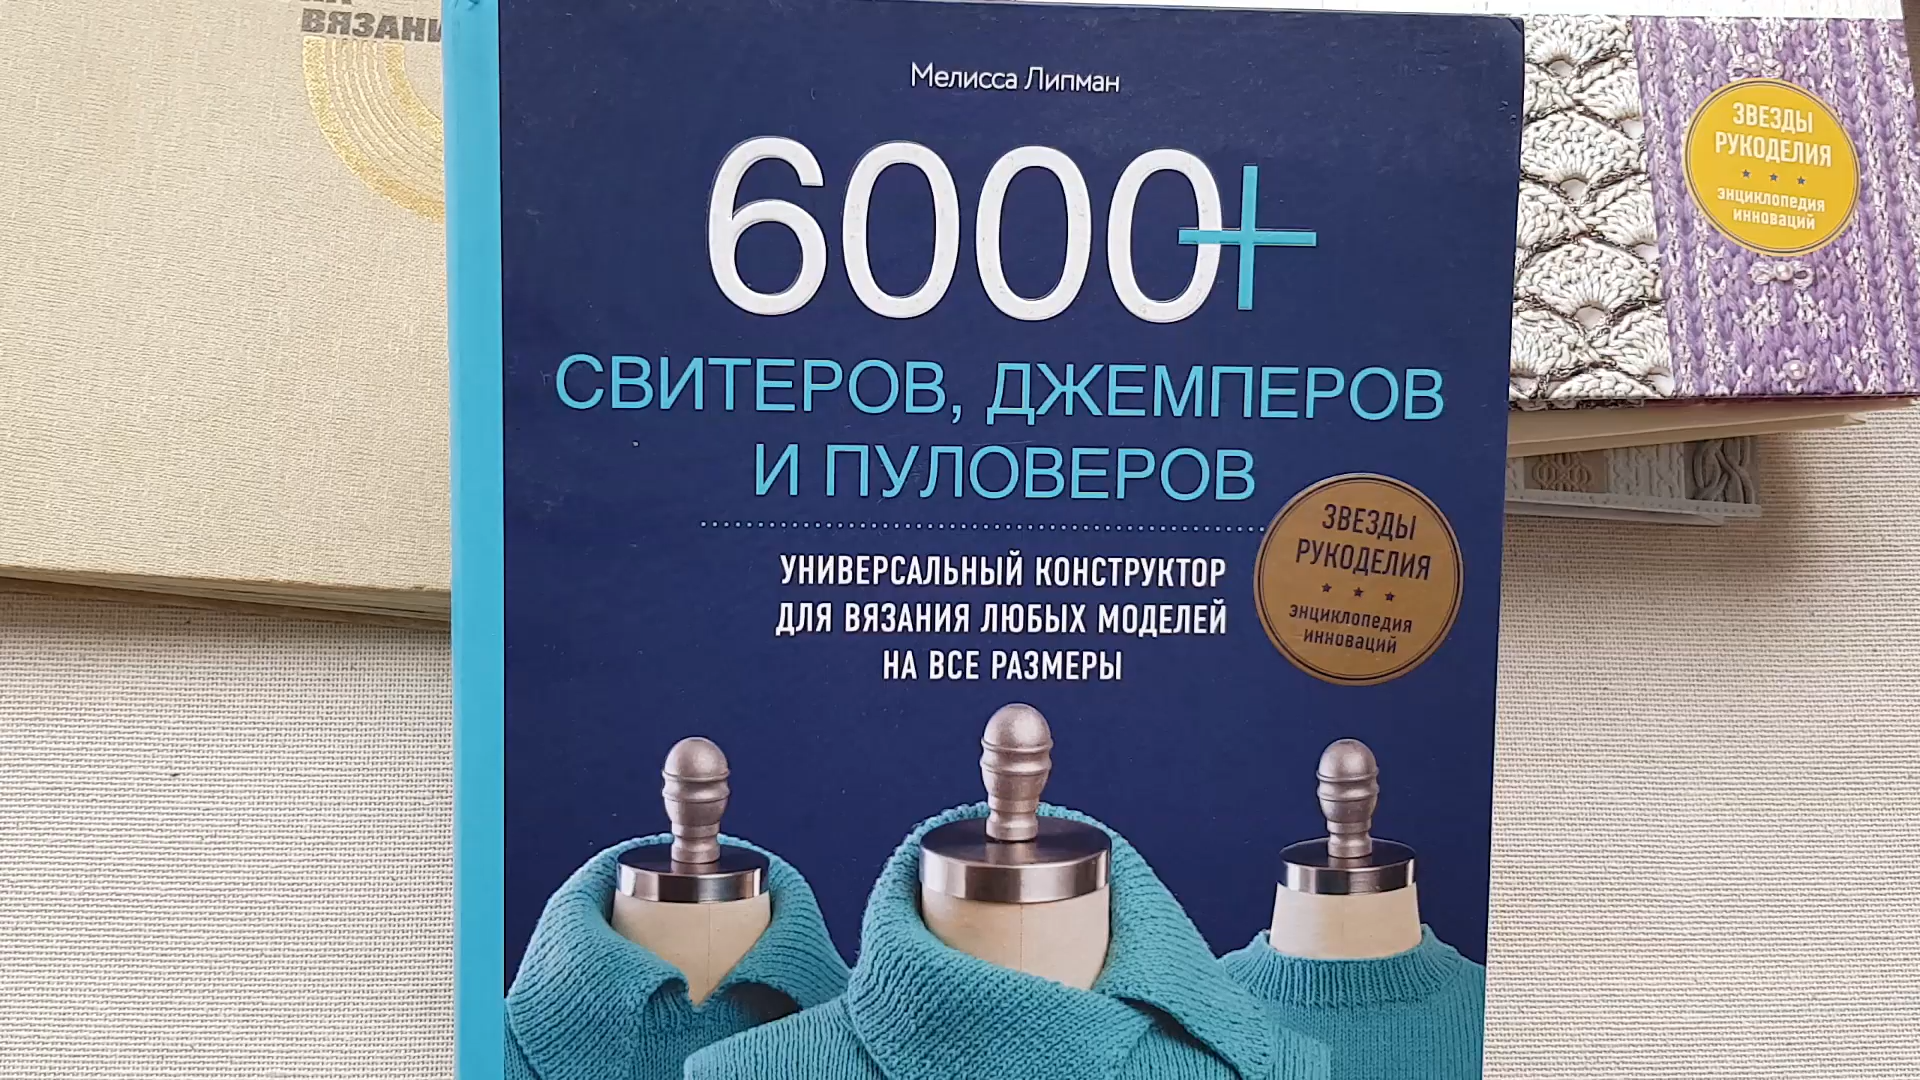 ВЯЗАНИ
Мелисса Липман
6000+
СВИТЕРОВ, ДЖЕМПЕРОВ
И ПУЛОВЕРОВ
УНИВЕРСАЛЬНЫЙ КОНСТРУКТОР
ДЛЯ ВЯЗАНИЯ ЛЮБЫХ МОДЕЛЕЙ
НА ВСЕ РАЗМЕРЫ
ЗВЕЗДЫ
РУКОДЕЛИЯ
энциклопедия
инноваций
ЗВЕЗДЫ
РУКОДЕЛИЯ
энциклопедия
инноваций